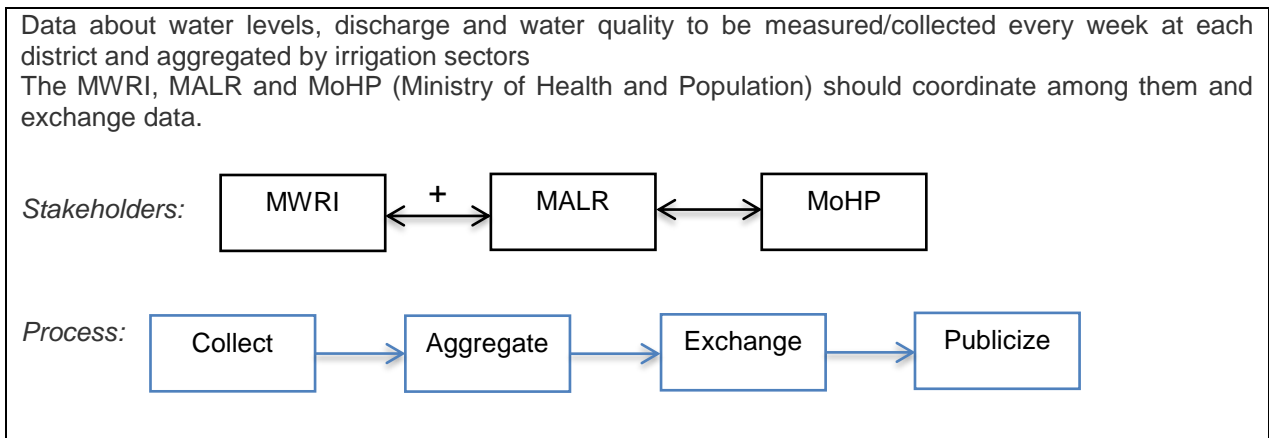 Data about water levels, discharge and water quality to be measured/collected every week at each
district and aggregated by irrigation sectors
The MWRI, MALR and MoHP (Ministry of Health and Population) should coordinate among them and
exchange data.
Stakeholders: MWRI + MALR MoHP
Process: Collect Aggregate Exchange Publicize